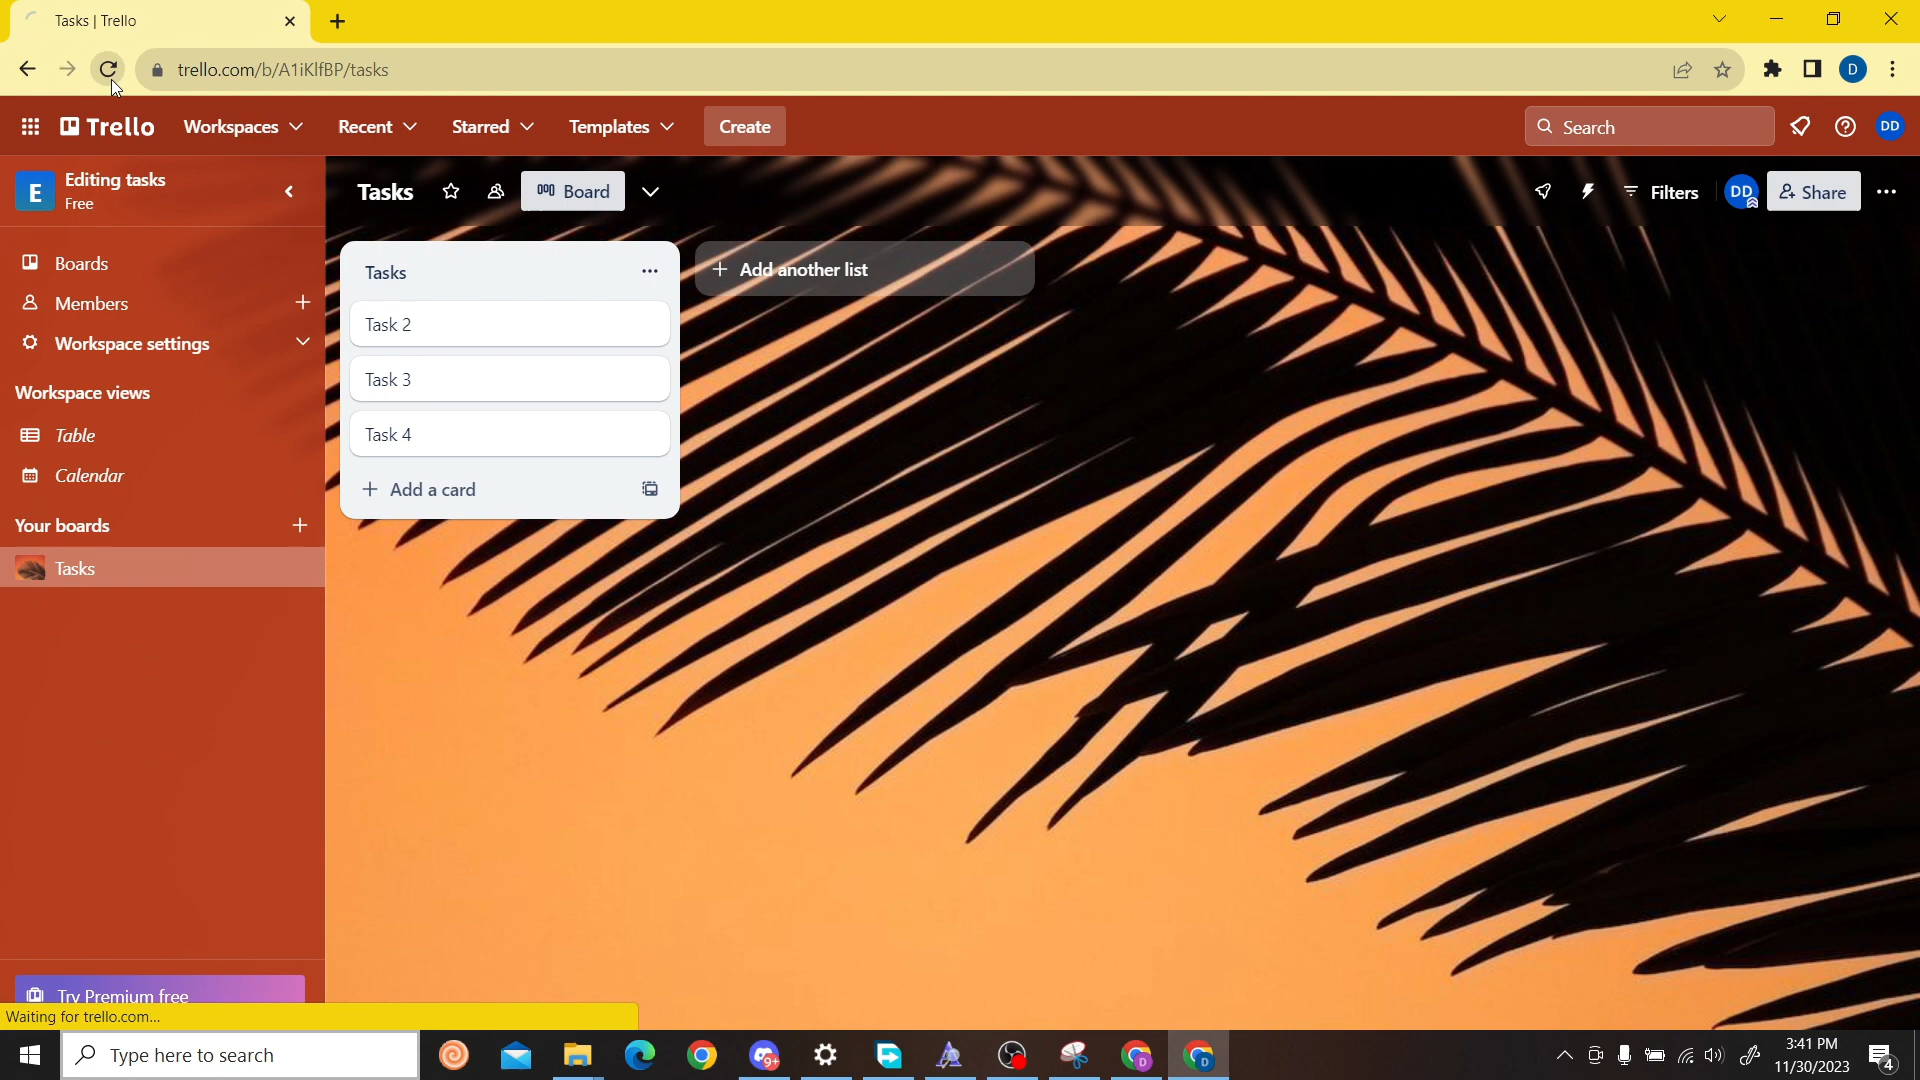 Tasks | Trello
trello.com/b/A1iKlfBP/tasks
D
Trello
Workspaces
Recent
Starred
Templates
Create
Search
DD
E
Editing tasks
Free
Tasks
Board
Filters
DD
Share
Boards
Members
Workspace settings
Workspace views
Table
Calendar
Your boards
Tasks
Tasks
Add another list
Task 2
Task 3
Task 4
Add a card
Try Premium free
Waiting for trello.com...
Type here to search
9+
D
D
3:41 PM
11/30/2023
4